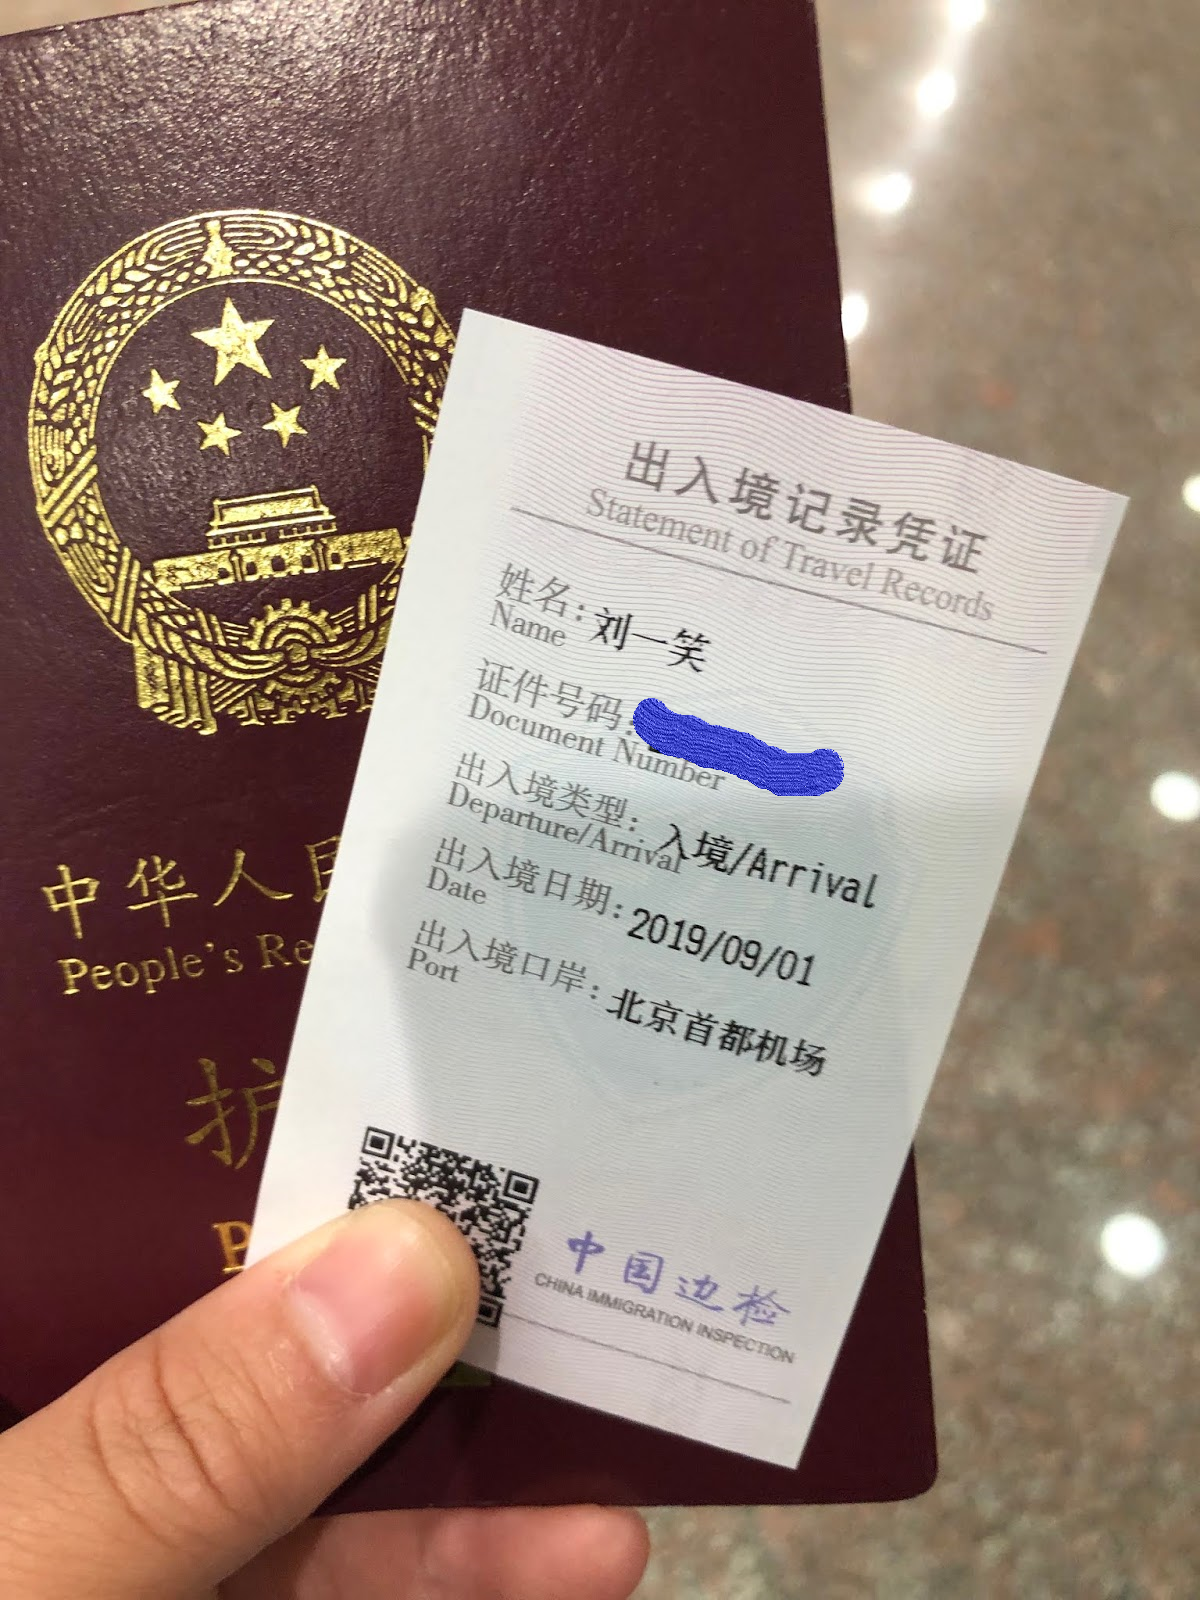 中华人民
People's Re
护
P
出入境记录凭证
Statement of Travel Records
姓名：刘一笑
Name
证件号码：
Document Number
出入境类型：入境/Arrival
Departure/Arrival
出入境日期：2019/09/01
Date
出入境口岸：北京首都机场
Port
中国边检
CHINA IMMIGRATION INSPECTION